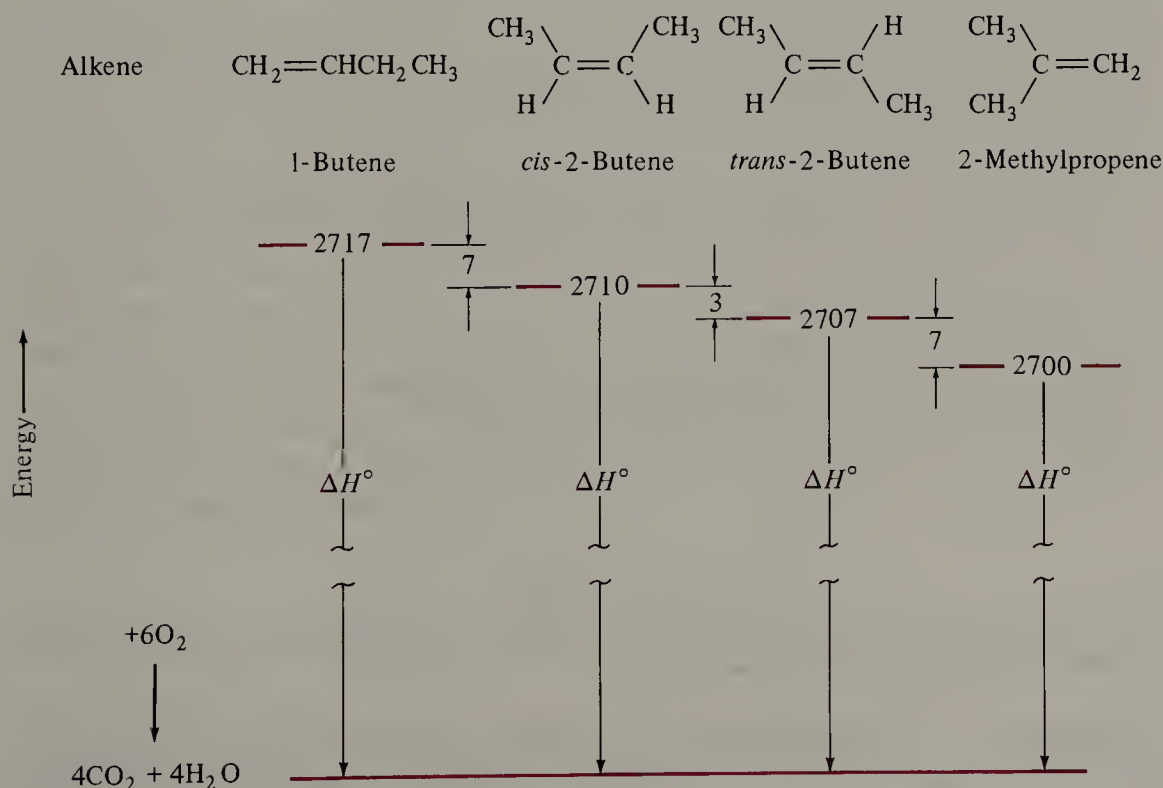 Alkene
CH2=CHCH2CH3
CH3 CH3
C=C
H H
CH3 H
C=C
H CH3
CH3
C=CH2
CH3
1-Butene cis-2-Butene trans-2-Butene 2-Methylpropene
2717
7
2710
3
2707
7
2700
Energy
ΔH° ΔH° ΔH° ΔH°
+6O2
4CO2 + 4H2O